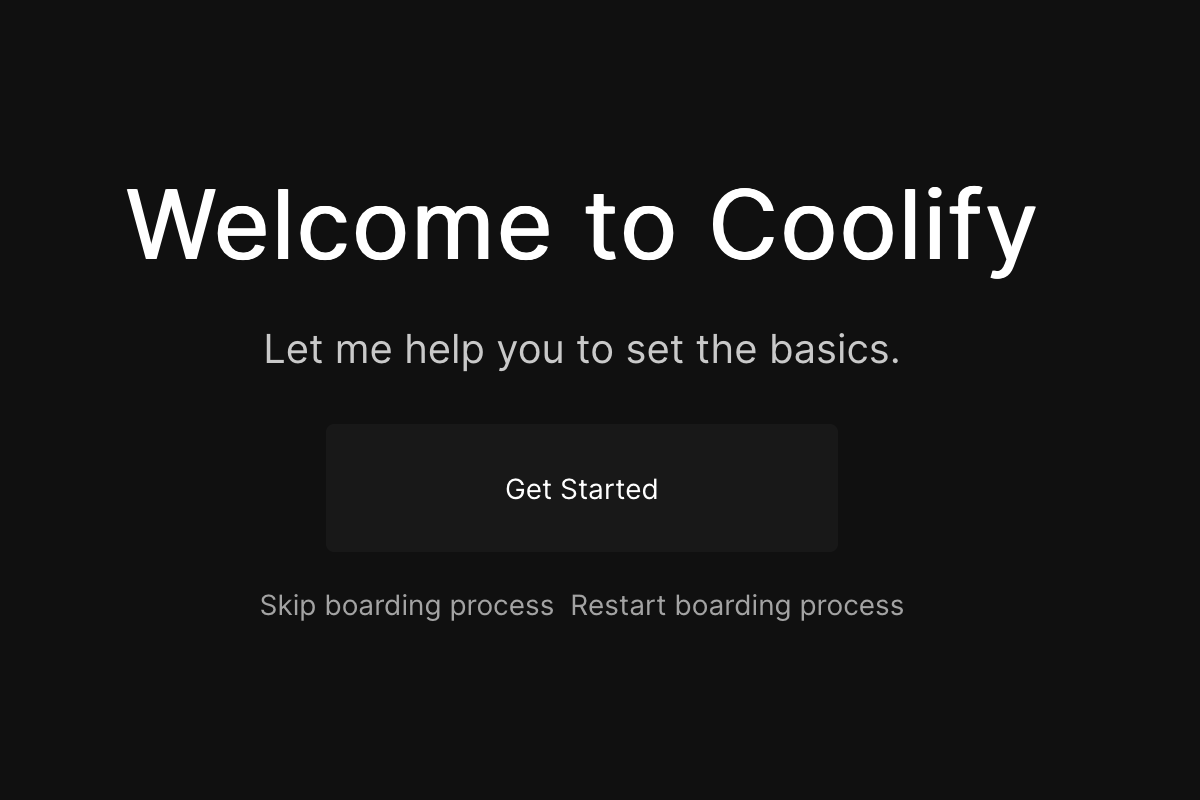 Welcome to Coolify
Let me help you to set the basics.
Get Started
Skip boarding process Restart boarding process